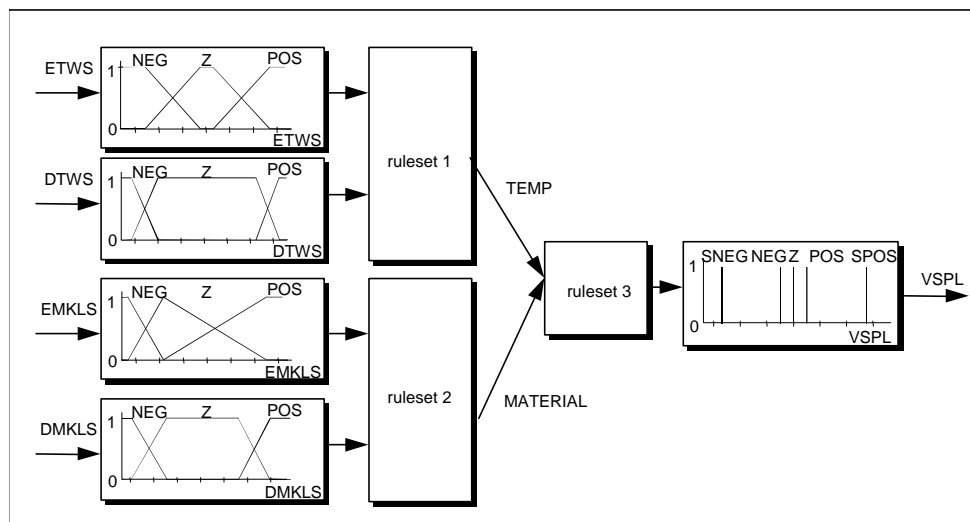 ETWS
NEG Z POS
1
0
ETWS
DTWS
NEG Z POS
1
0
DTWS
EMKLS
NEG Z POS
1
0
EMKLS
DMKLS
NEG Z POS
1
0
DMKLS
ruleset 1
ruleset 2
TEMP
MATERIAL
ruleset 3
SNEG NEG Z POS SPOS
1
0
VSPL
VSPL